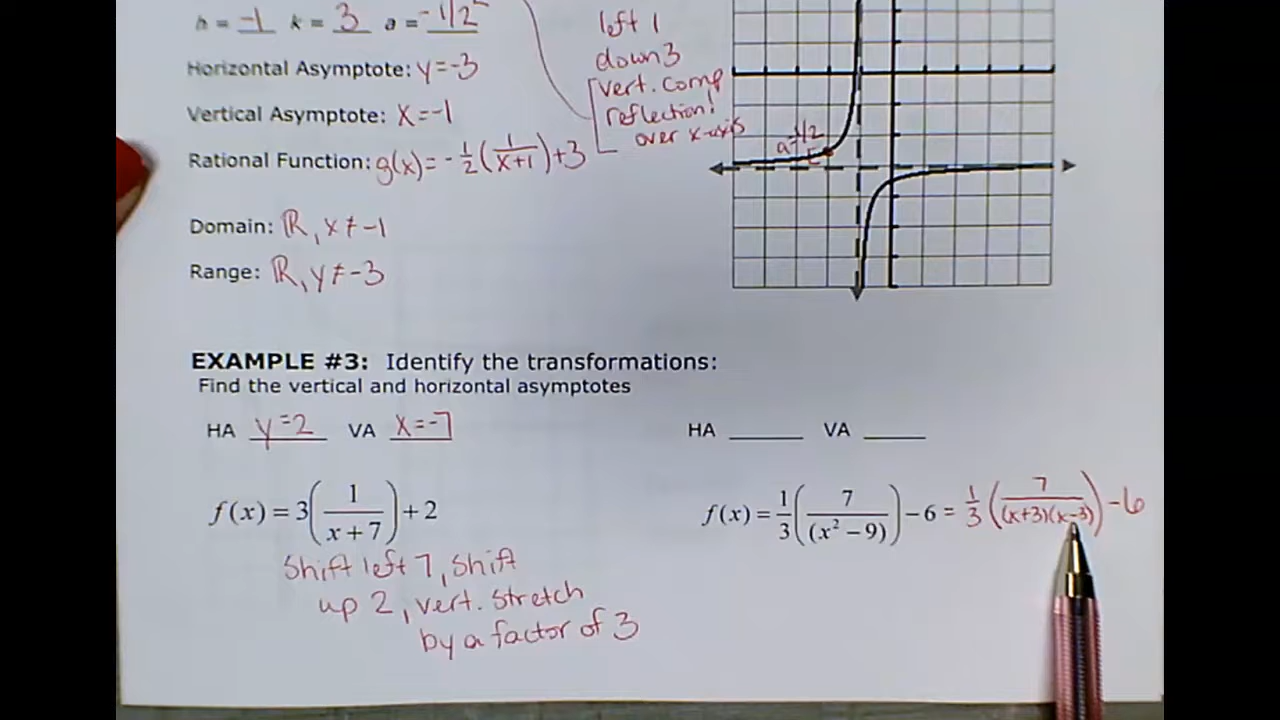 h = -1 k = 3 a = -1/2
Horizontal Asymptote: y=-3
Vertical Asymptote: x=-1
Rational Function: g(x) = -1/2(1/(x+1))+3
left 1
down 3
vert. comp
reflection!
over x-axis
Domain: ℝ, x≠-1
Range: ℝ, y≠-3
EXAMPLE #3: Identify the transformations:
Find the vertical and horizontal asymptotes
HA y=2 VA x=-7
f(x) = 3(1/(x+7)) + 2
Shift left 7, shift
up 2, vert. stretch
by a factor of 3
HA ______ VA ______
f(x) = 1/3(7/(x² − 9)) − 6 = 1/3(7/((x+3)(x-3))) -6